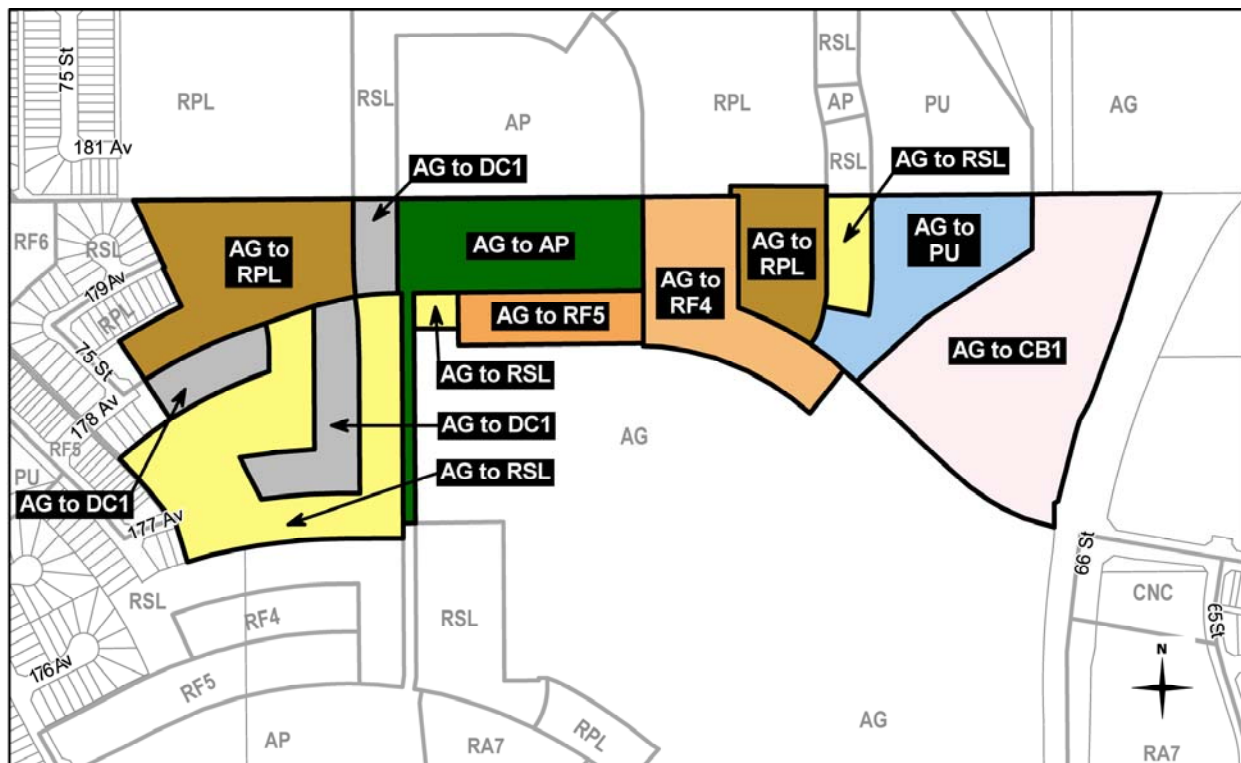 75 St
RPL
RSL
AP
RPL
RSL
AP
RSL
PU
AG
181 Av
AG to DC1
AG to RSL
RF6
RSL
179 Av
RPL
75 St
178 Av
RF5
PU
177 Av
AG to
RPL
AG to AP
AG to
RF4
AG to
RPL
AG to
PU
AG to RF5
AG to CB1
AG to RSL
AG to DC1
AG to RSL
AG to DC1
AG
66 St
CNC
65 St
RSL
RF4
RSL
176 Av
RF5
AP
RA7
RPL
AG
N
RA7